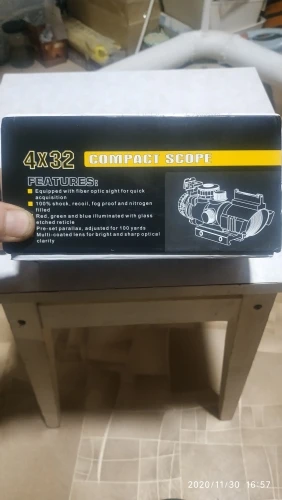 4X32 COMPACT SCOPE
FEATURES:
Equipped with fiber optic sight for quick
acquisition
100% shock, recoil, fog proof and nitrogen
filled
Red, green and blue illuminated with glass
etched reticle
Pre-set parallax, adjusted for 100 yards
Multi-coated lens for bright and sharp optical
clarity
2020/11/30 16:57